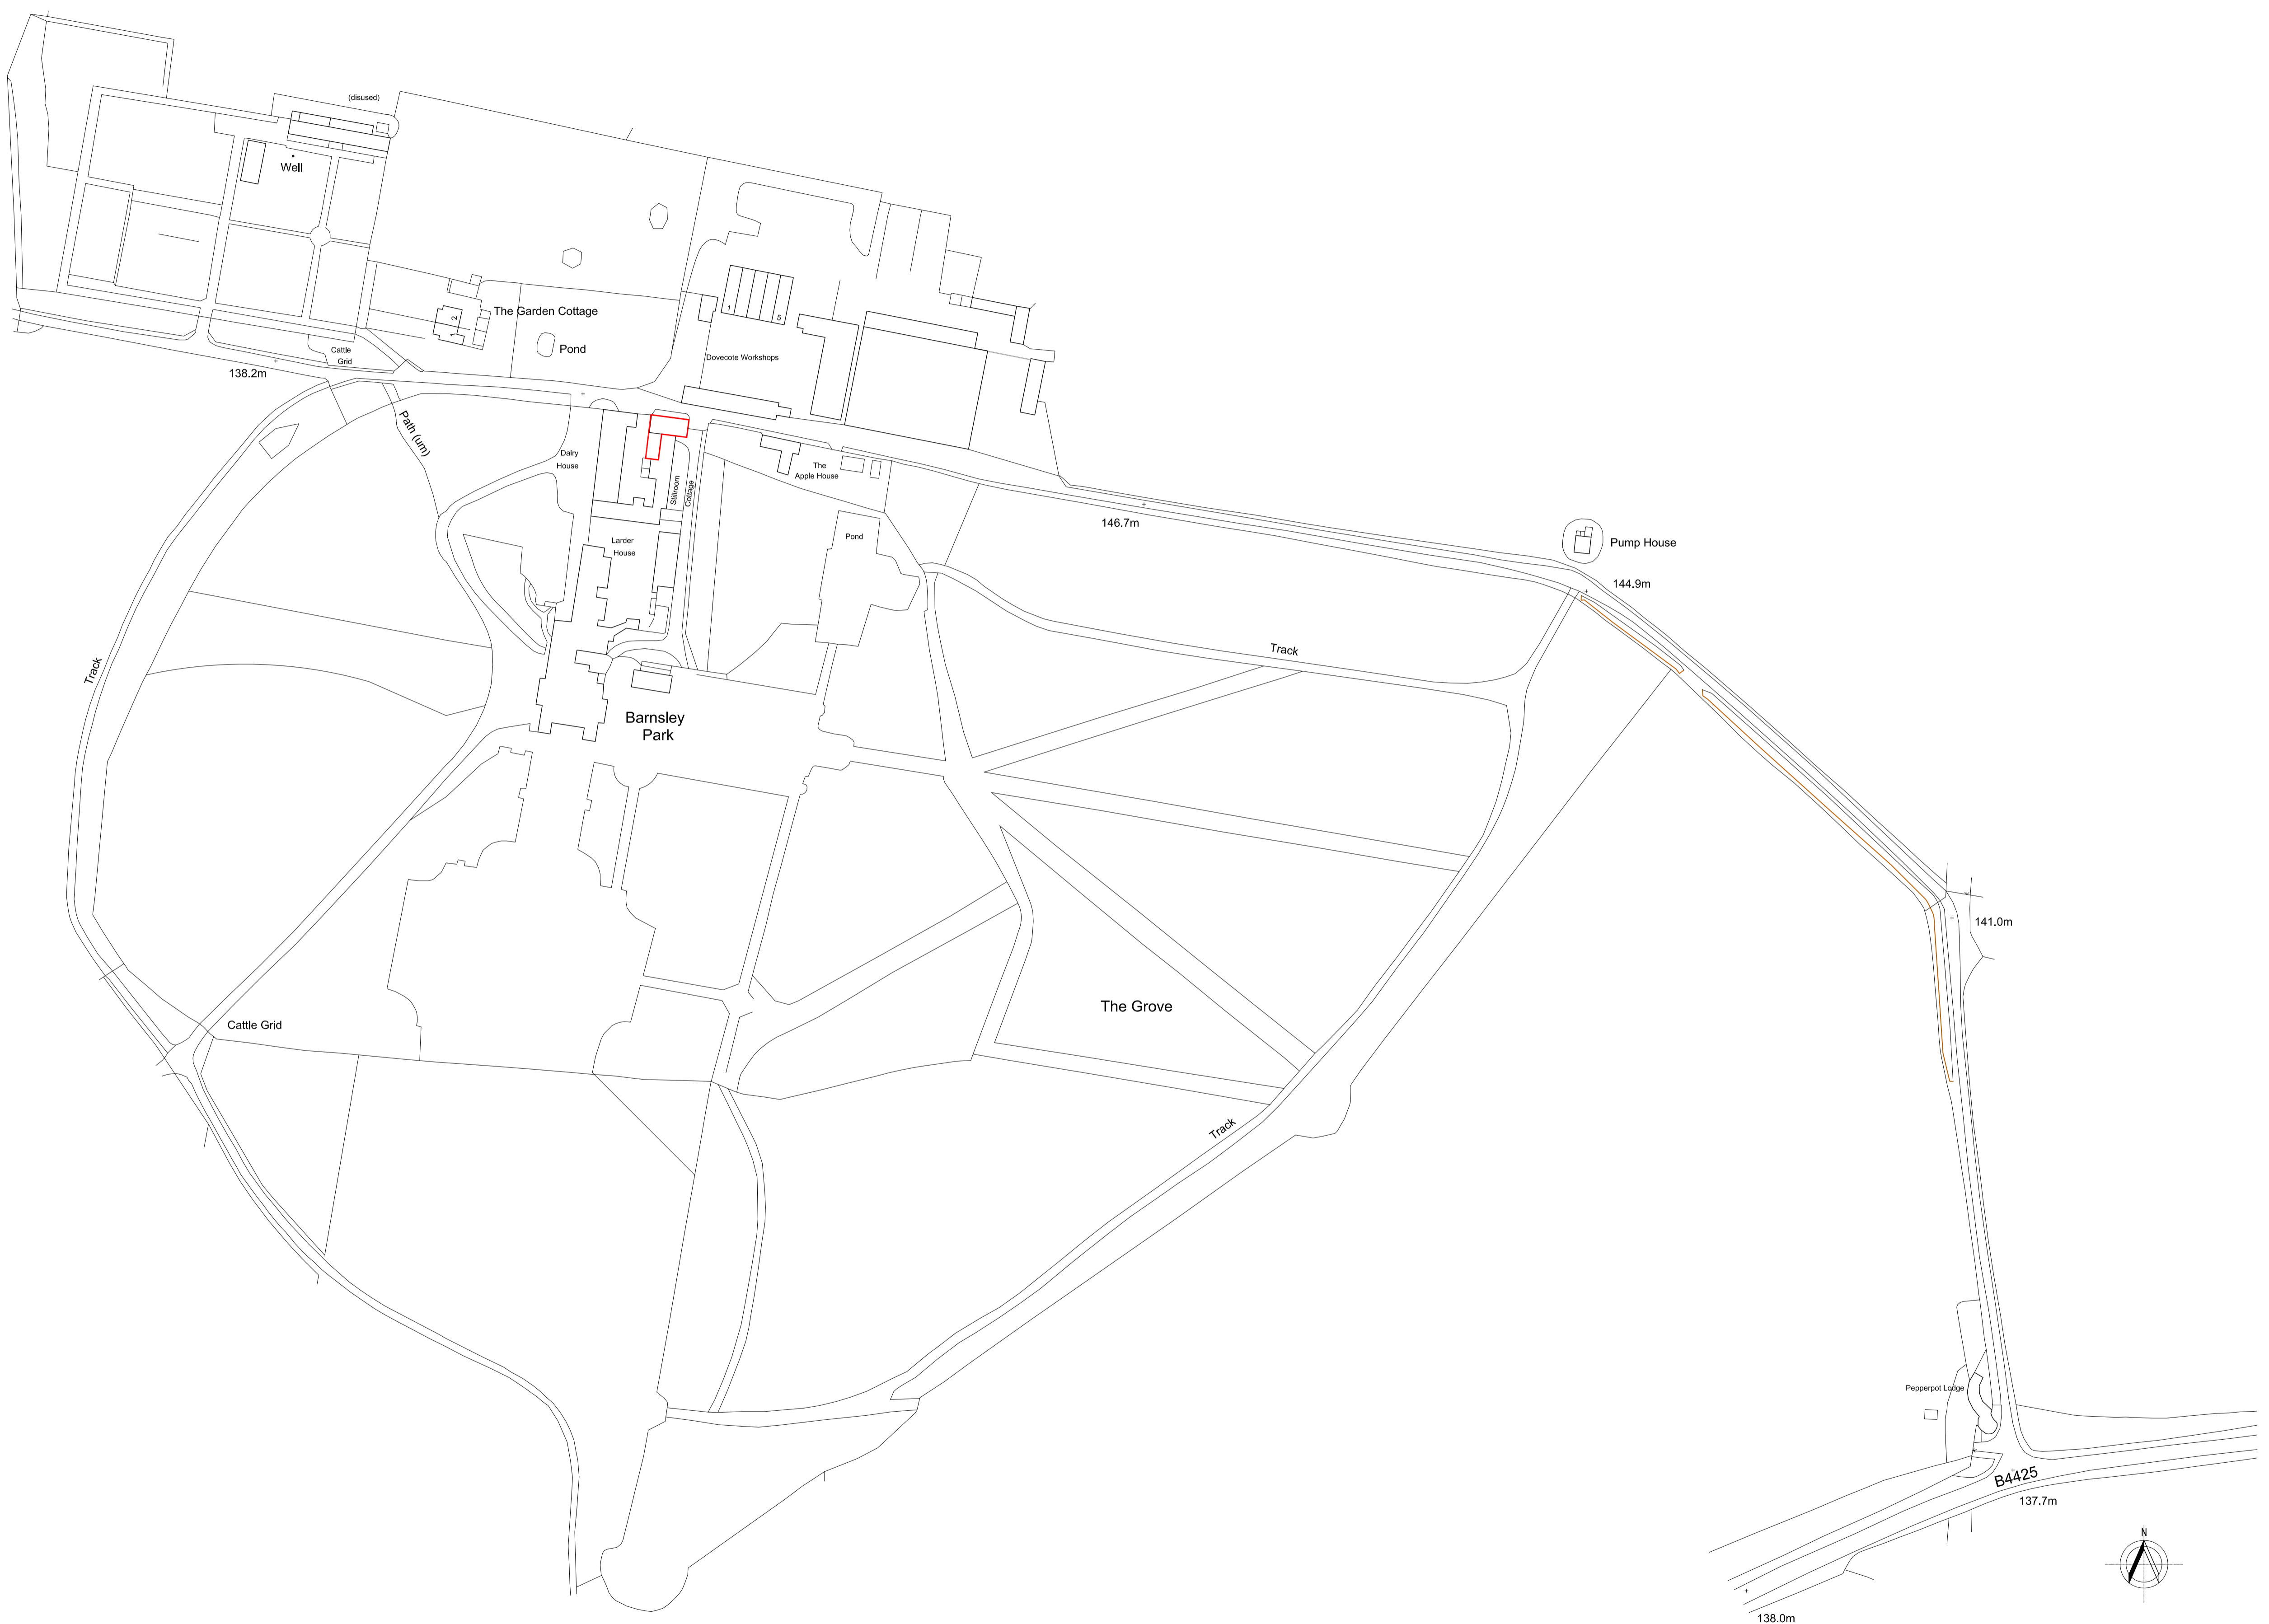 (disused)
Well
The Garden Cottage
1
2
Pond
1
5
Dovecote Workshops
Cattle
Grid
138.2m
Path (um)
Dairy
House
Stillroom
Cottage
The
Apple House
146.7m
Pond
Larder
House
Pump House
144.9m
Track
Track
Barnsley
Park
141.0m
The Grove
Cattle Grid
Track
Pepperpot Lodge
B4425
137.7m
N
138.0m